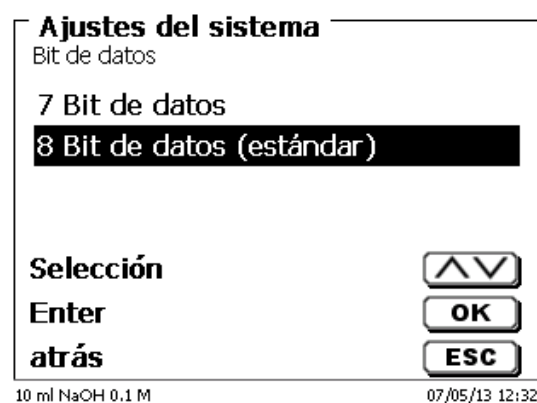 Ajustes del sistema
Bit de datos
7 Bit de datos
8 Bit de datos (estándar)
Selección
Enter OK
atrás ESC
10 ml NaOH 0.1 M 07/05/13 12:32